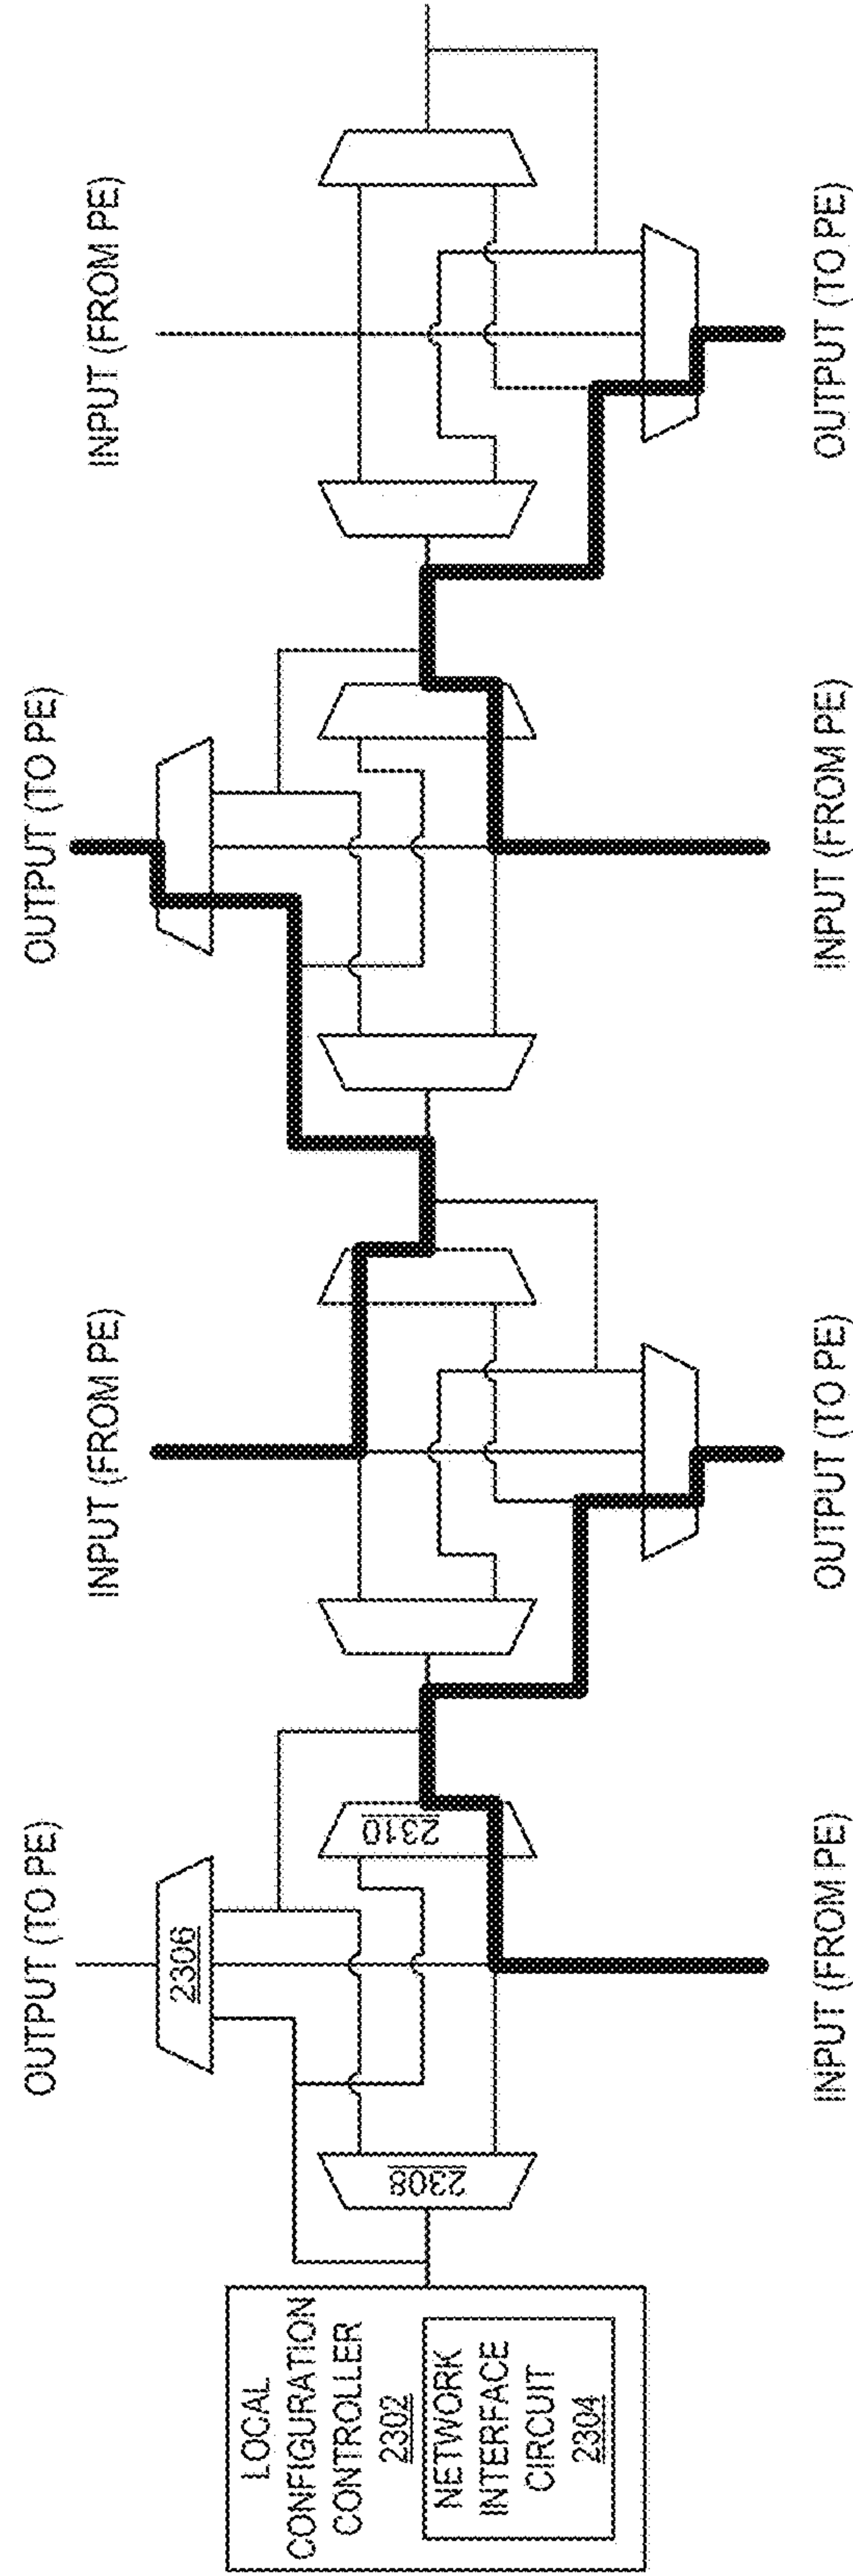 OUTPUT (TO PE)
INPUT (FROM PE)
OUTPUT (TO PE)
INPUT (FROM PE)
2306
LOCAL
CONFIGURATION
CONTROLLER
2302
NETWORK
INTERFACE
CIRCUIT
2304
2308
2310
INPUT (FROM PE)
OUTPUT (TO PE)
INPUT (FROM PE)
OUTPUT (TO PE)